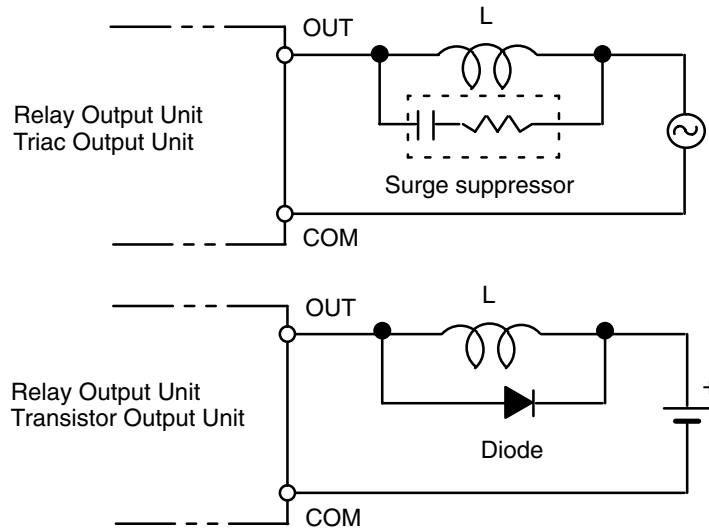 OUT
L
Relay Output Unit
Triac Output Unit
Surge suppressor
COM
OUT
L
+
Relay Output Unit
Transistor Output Unit
Diode
COM